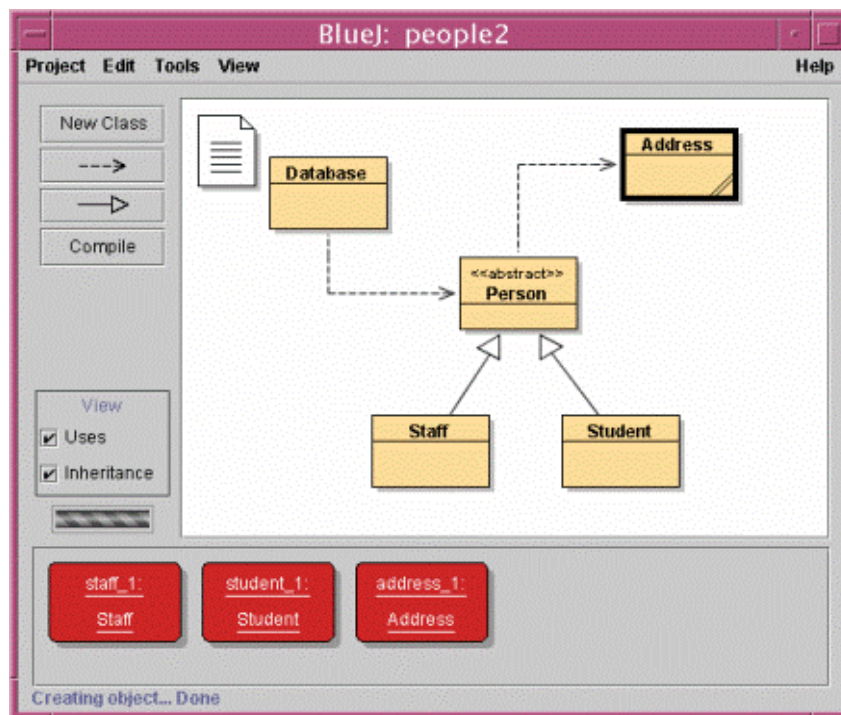 BlueJ: people2
Project Edit Tools View Help
New Class
Compile
View
Uses
Inheritance
Database
Address
<<abstract>>
Person
Staff
Student
staff_1:
Staff
student_1:
Student
address_1:
Address
Creating object... Done